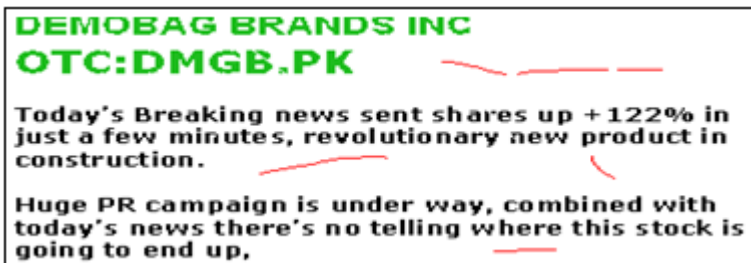 DEMOBAG BRANDS INC
OTC:DMGB.PK
Today's Breaking news sent shares up +122% in
just a few minutes, revolutionary new product in
construction.
Huge PR campaign is under way, combined with
today's news there's no telling where this stock is
going to end up,